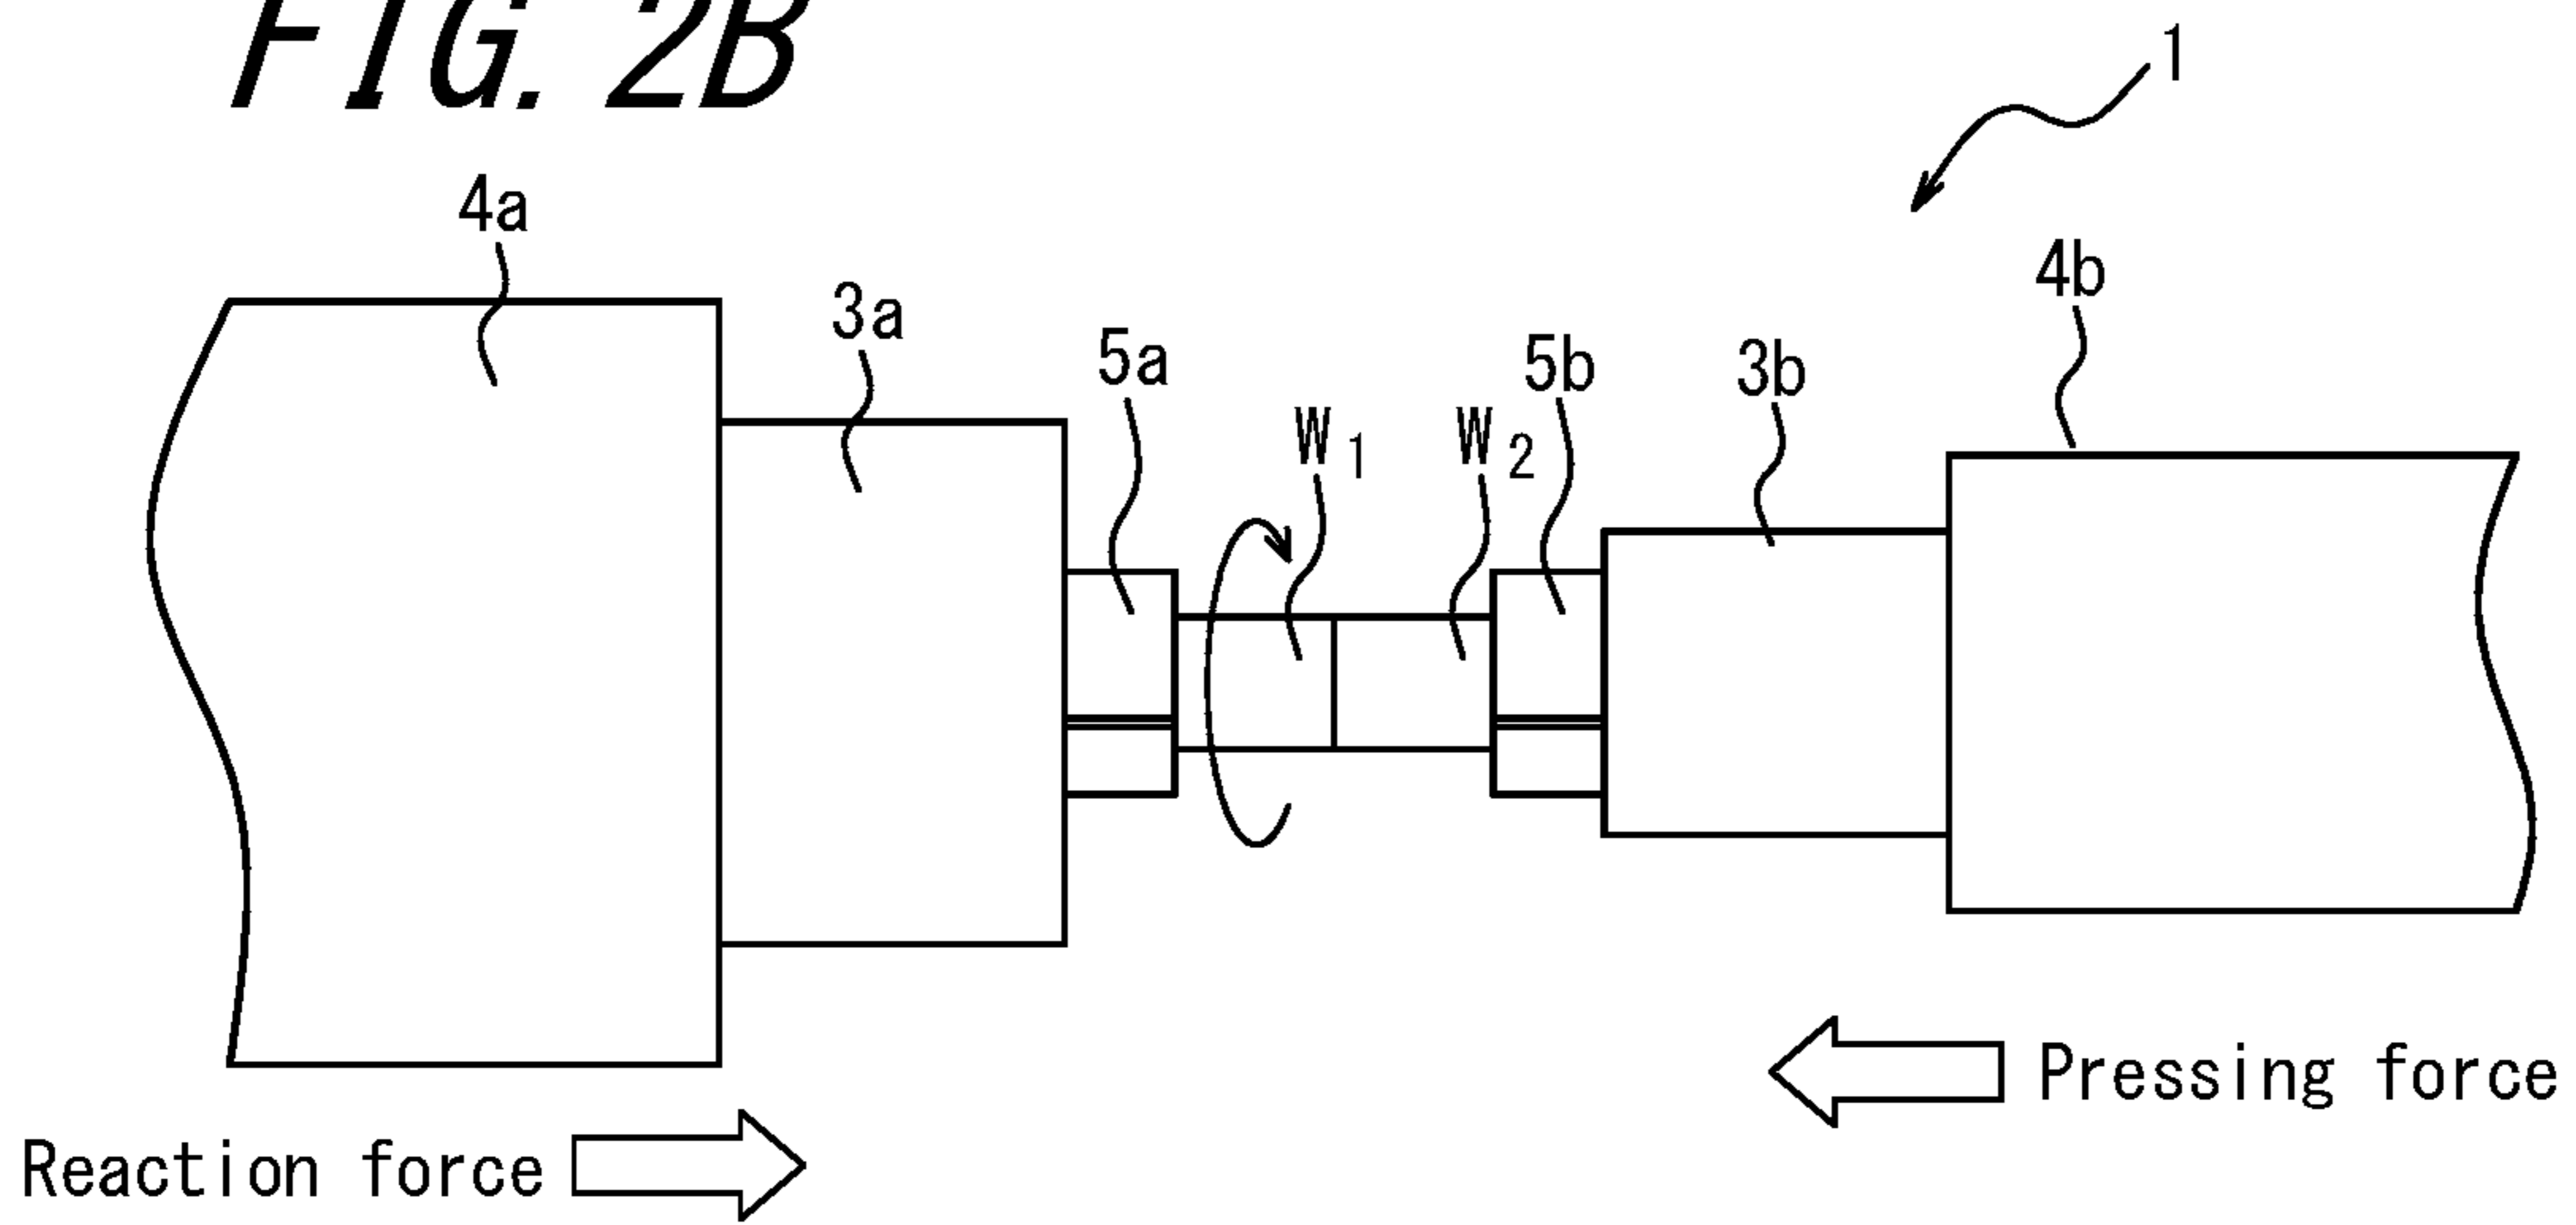 FIG. 2B
1
4a
3a
5a
W1
W2
5b
3b
4b
Pressing force
Reaction force